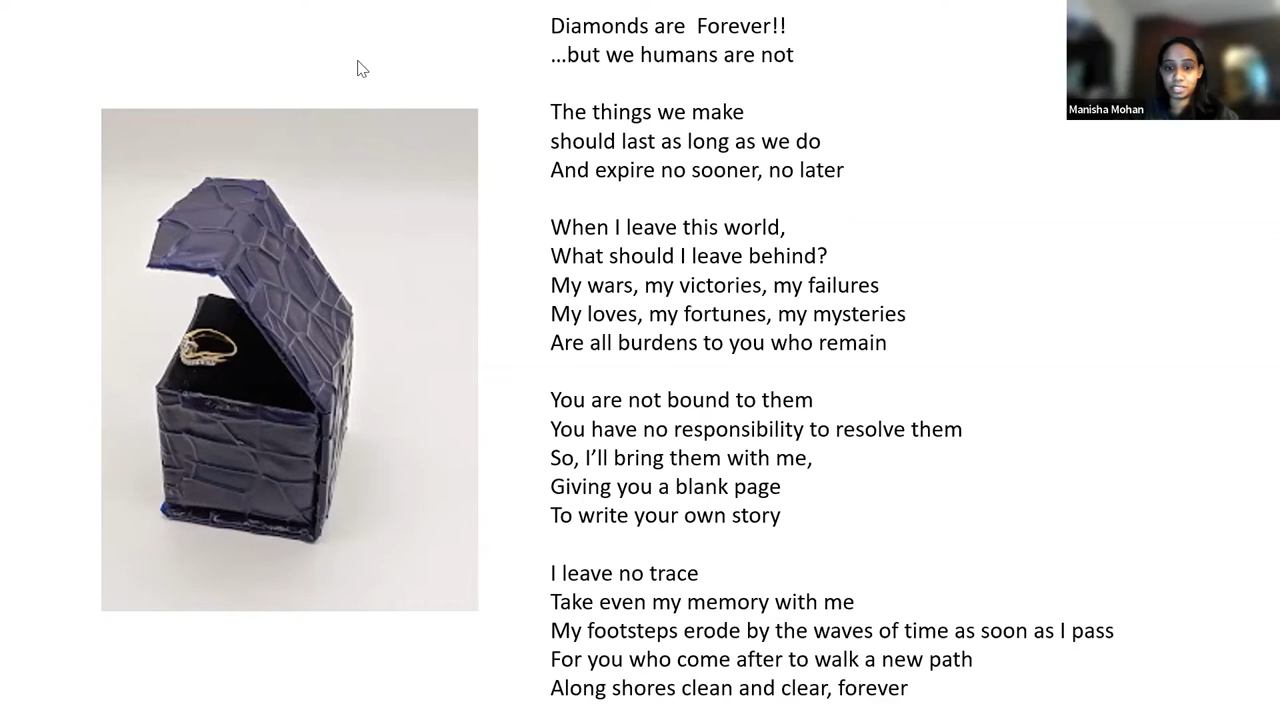 Diamonds are  Forever!!
...but we humans are not
The things we make
should last as long as we do
And expire no sooner, no later
When I leave this world,
What should I leave behind?
My wars, my victories, my failures
My loves, my fortunes, my mysteries
Are all burdens to you who remain
You are not bound to them
You have no responsibility to resolve them
So, I’ll bring them with me,
Giving you a blank page
To write your own story
I leave no trace
Take even my memory with me
My footsteps erode by the waves of time as soon as I pass
For you who come after to walk a new path
Along shores clean and clear, forever
Manisha Mohan